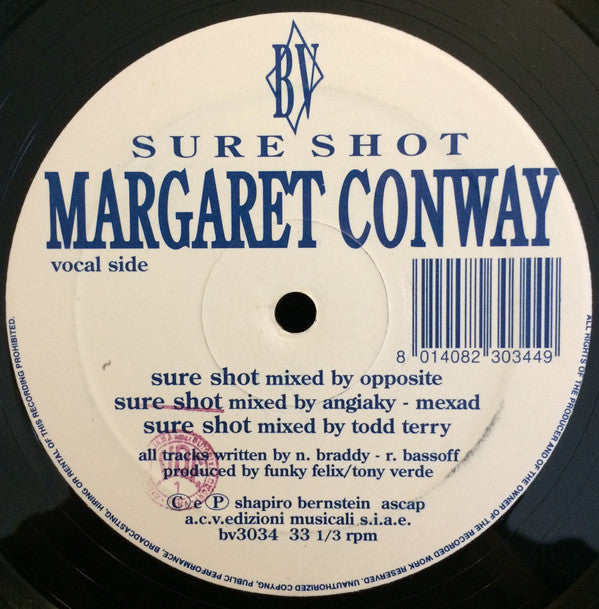 BV
SURE SHOT
MARGARET CONWAY
vocal side
8 014082 303449
sure shot mixed by opposite
sure shot mixed by angiaky - mexad
sure shot mixed by todd terry
all tracks written by n. braddy - r. bassoff
produced by funky felix/tony verde
C e P shapiro bernstein ascap
a.c.v.edizioni musicali s.i.a.e.
bv3034 33 1/3 rpm
ALL RIGHTS OF THE PRODUCER AND OF THE OWNER OF THE RECORDED WORK RESERVED. UNAUTHORIZED COPYNG, PUBLIC PERFORMANCE, BROADCASTING, HIRING OR RENTAL OF THIS RECORDING PROHIBITED.